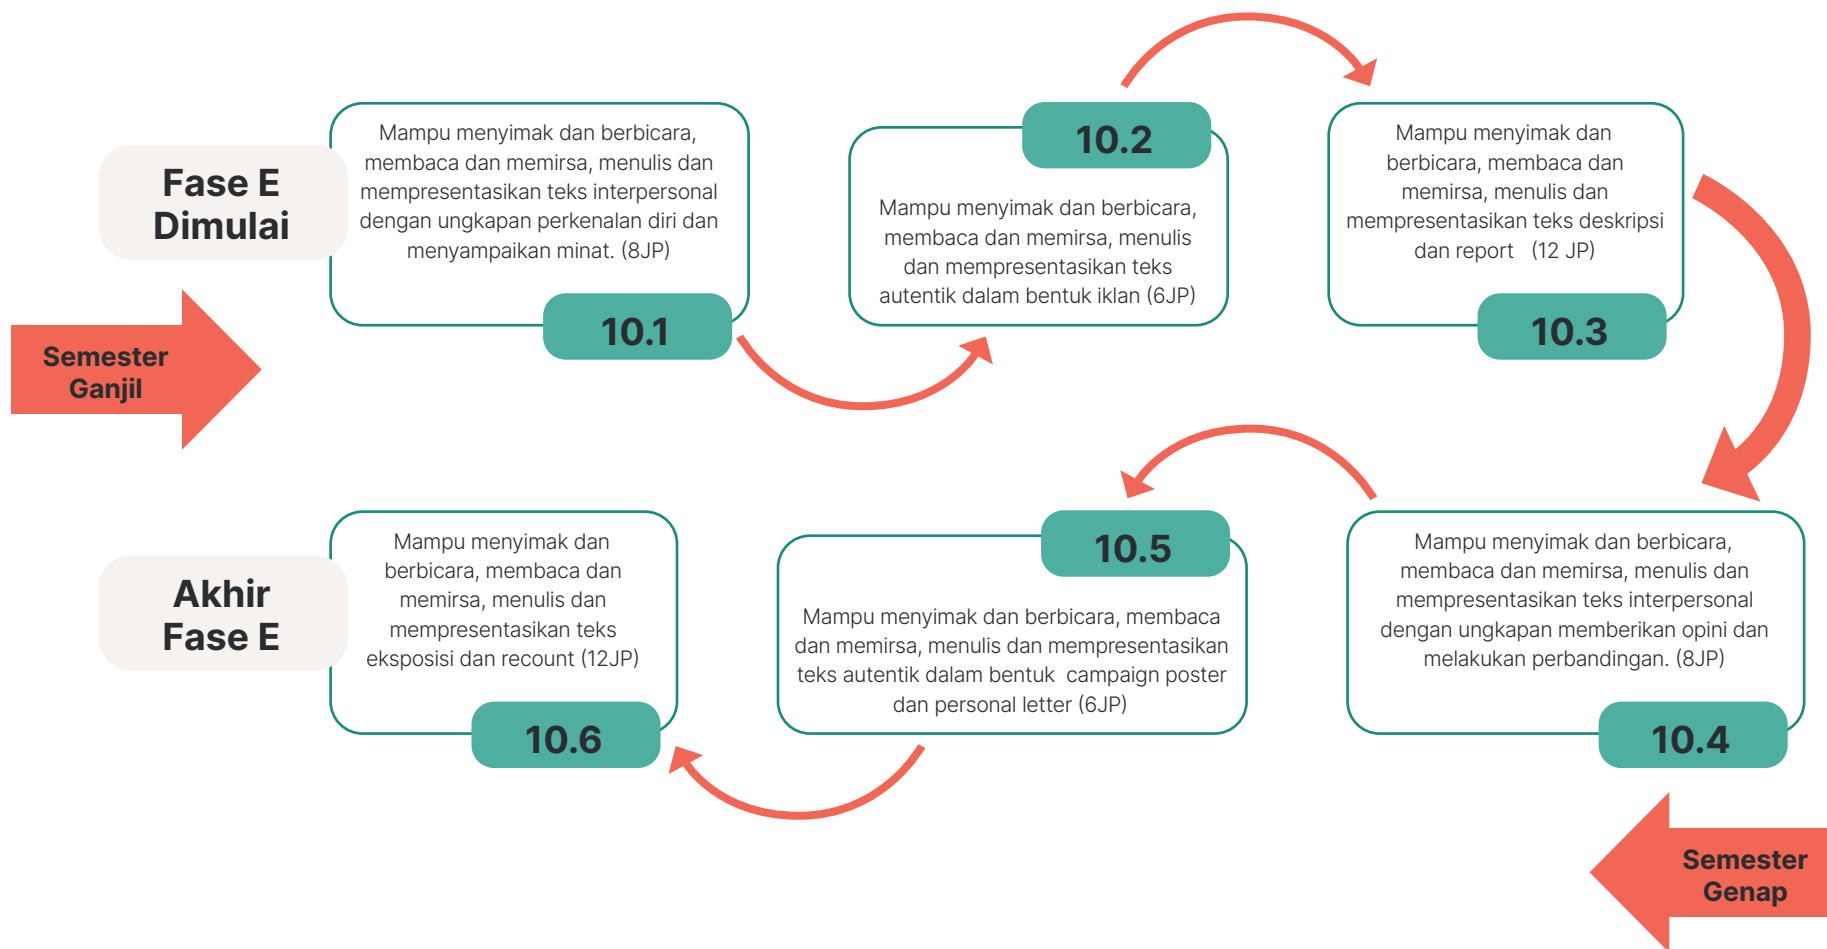 Fase E
Dimulai
Mampu menyimak dan berbicara,
membaca dan memirsa, menulis dan
mempresentasikan teks interpersonal
dengan ungkapan perkenalan diri dan
menyampaikan minat. (8JP)
10.1
10.2
Mampu menyimak dan berbicara,
membaca dan memirsa, menulis
dan mempresentasikan teks
autentik dalam bentuk iklan (6JP)
Mampu menyimak dan
berbicara, membaca dan
memirsa, menulis dan
mempresentasikan teks deskripsi
dan report (12 JP)
10.3
Semester
Ganjil
Mampu menyimak dan berbicara,
membaca dan memirsa, menulis dan
mempresentasikan teks interpersonal
dengan ungkapan memberikan opini dan
melakukan perbandingan. (8JP)
10.4
10.5
Mampu menyimak dan berbicara, membaca
dan memirsa, menulis dan mempresentasikan
teks autentik dalam bentuk campaign poster
dan personal letter (6JP)
Akhir
Fase E
Mampu menyimak dan
berbicara, membaca dan
memirsa, menulis dan
mempresentasikan teks
eksposisi dan recount (12JP)
10.6
Semester
Genap